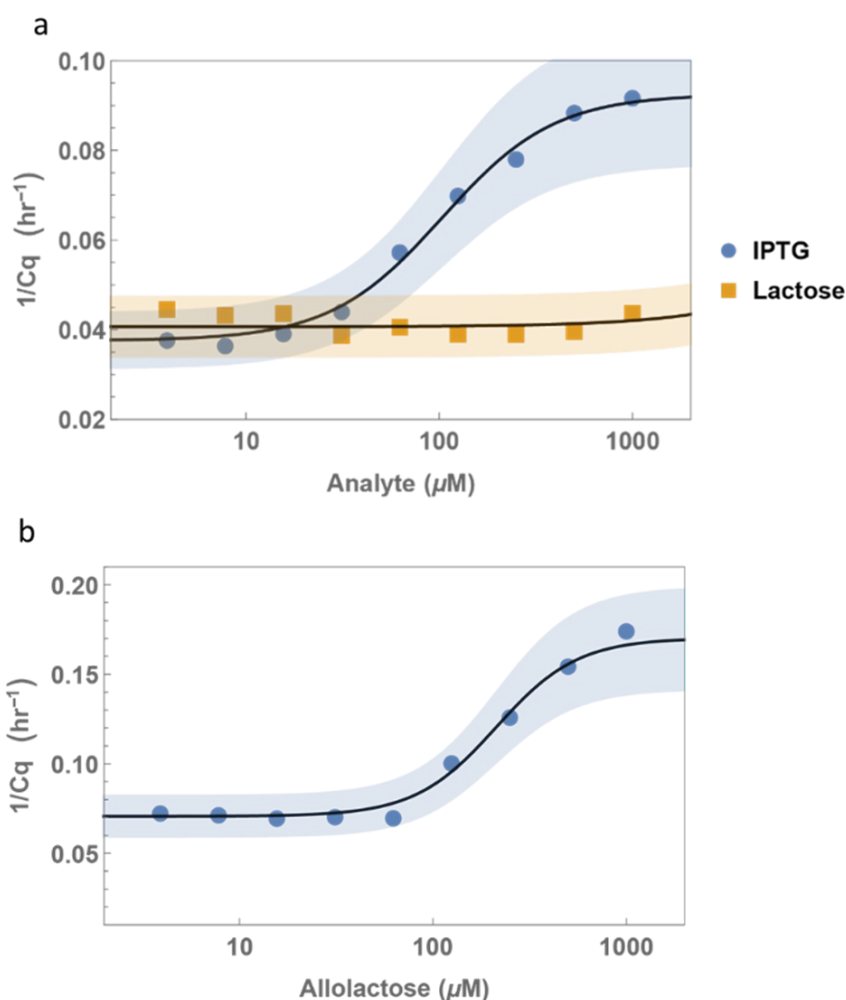 a
0.10
0.08
0.06
0.04
0.02
1/Cq (hr⁻¹)
10 100 1000
Analyte (μM)
IPTG
Lactose
b
0.20
0.15
0.10
0.05
1/Cq (hr⁻¹)
10 100 1000
Allolactose (μM)